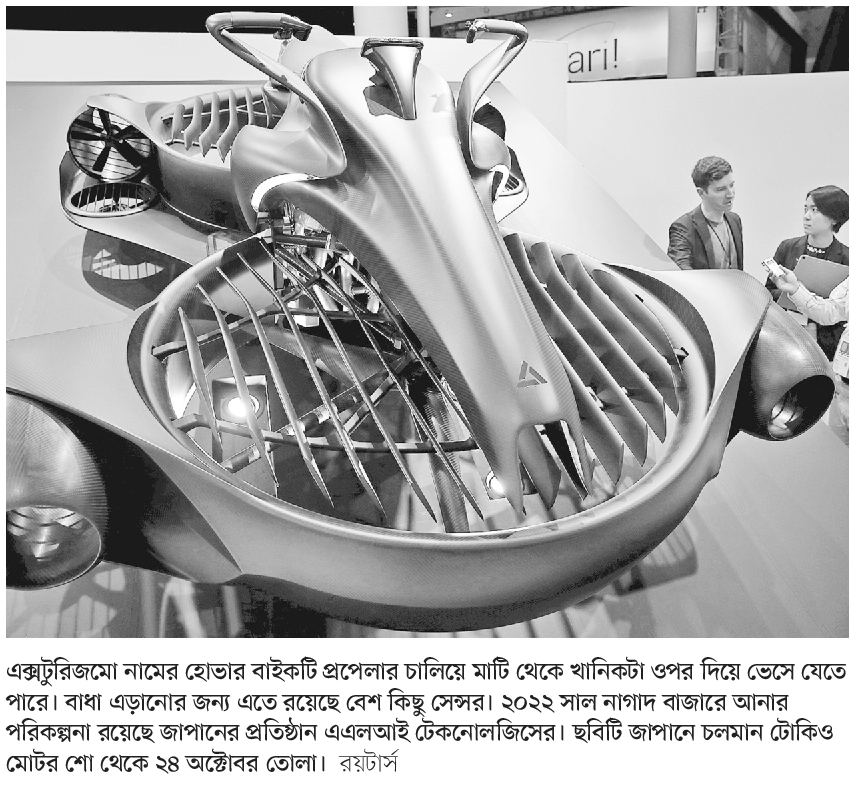 ari!
এক্সটুরিজমো নামের হোভার বাইকটি প্রপেলার চালিয়ে মাটি থেকে খানিকটা ওপর দিয়ে ভেসে যেতে
পারে। বাধা এড়ানোর জন্য এতে রয়েছে বেশ কিছু সেন্সর। ২০২২ সাল নাগাদ বাজারে আনার
পরিকল্পনা রয়েছে জাপানের প্রতিষ্ঠান এএলআই টেকনোলজিসের। ছবিটি জাপানে চলমান টোকিও
মোটর শো থেকে ২৪ অক্টোবর তোলা। রয়টার্স